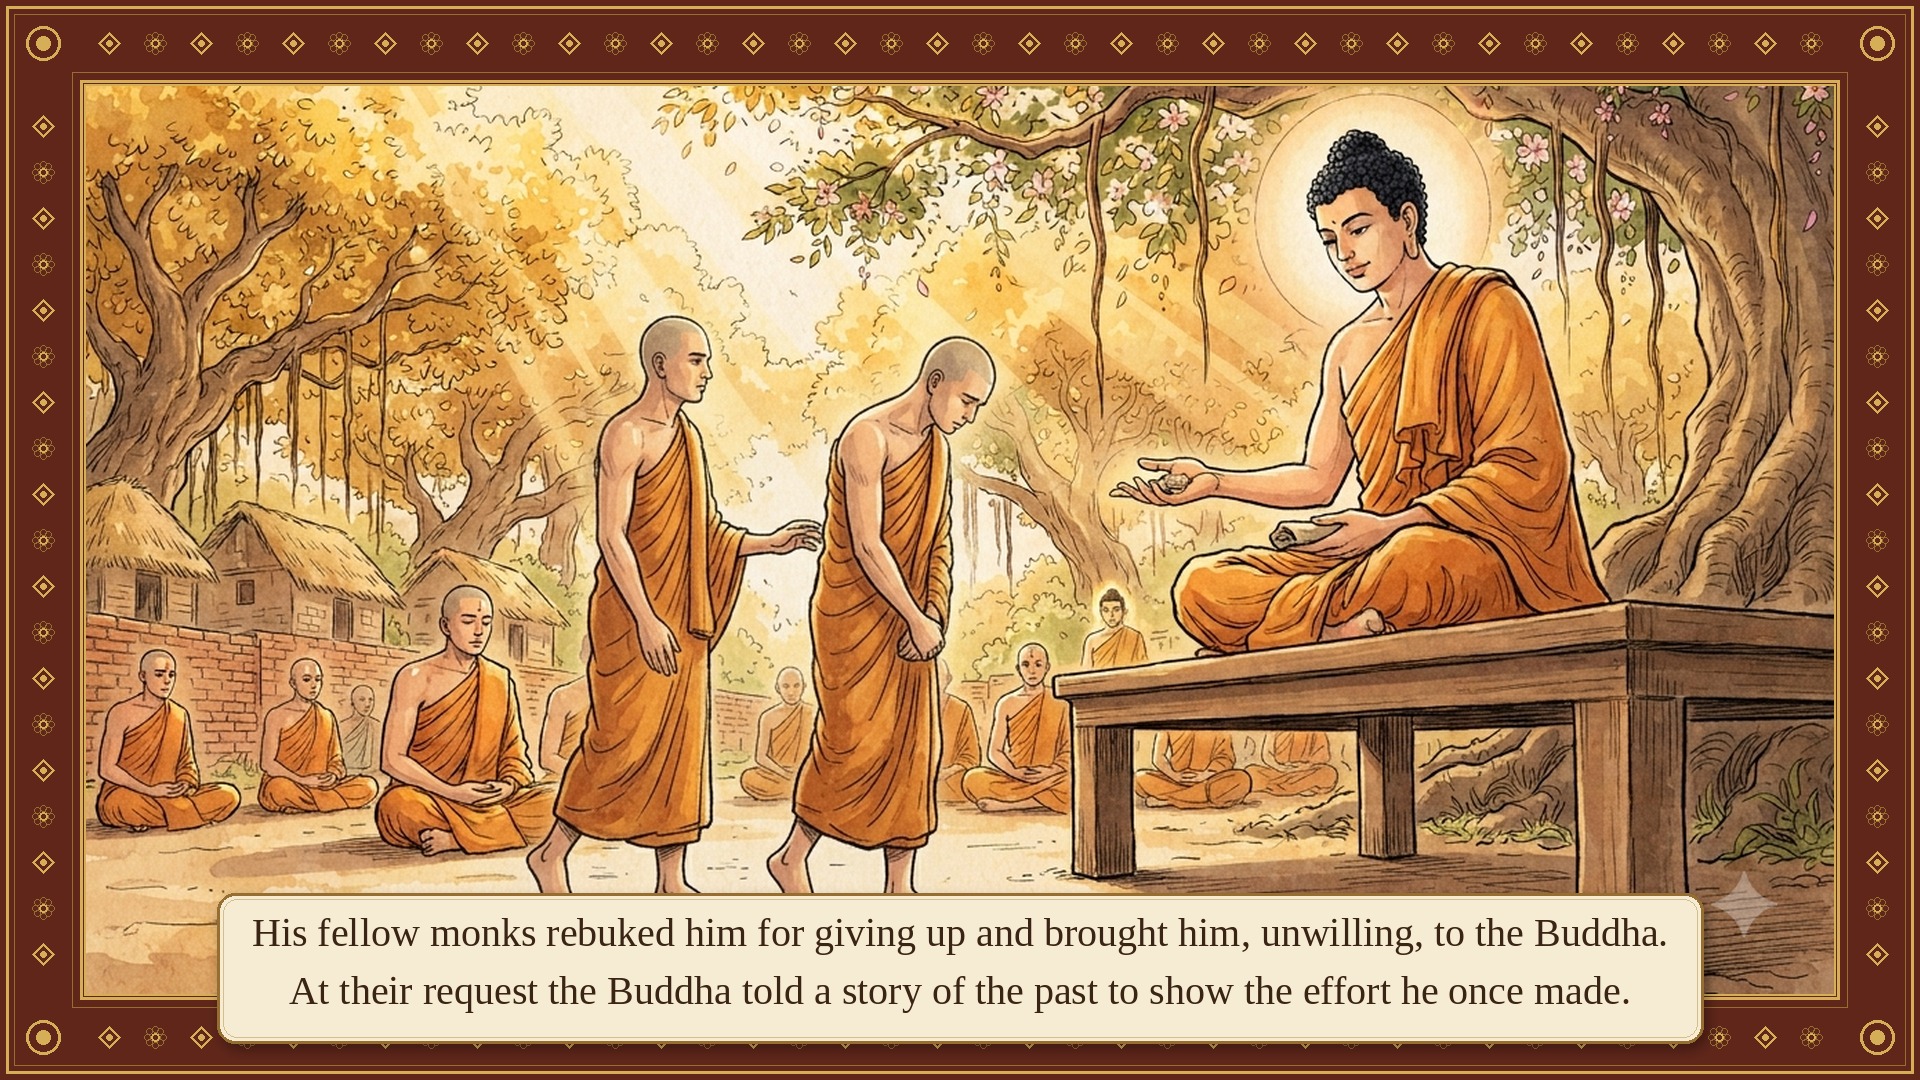 His fellow monks rebuked him for giving up and brought him, unwilling, to the Buddha.
At their request the Buddha told a story of the past to show the effort he once made.